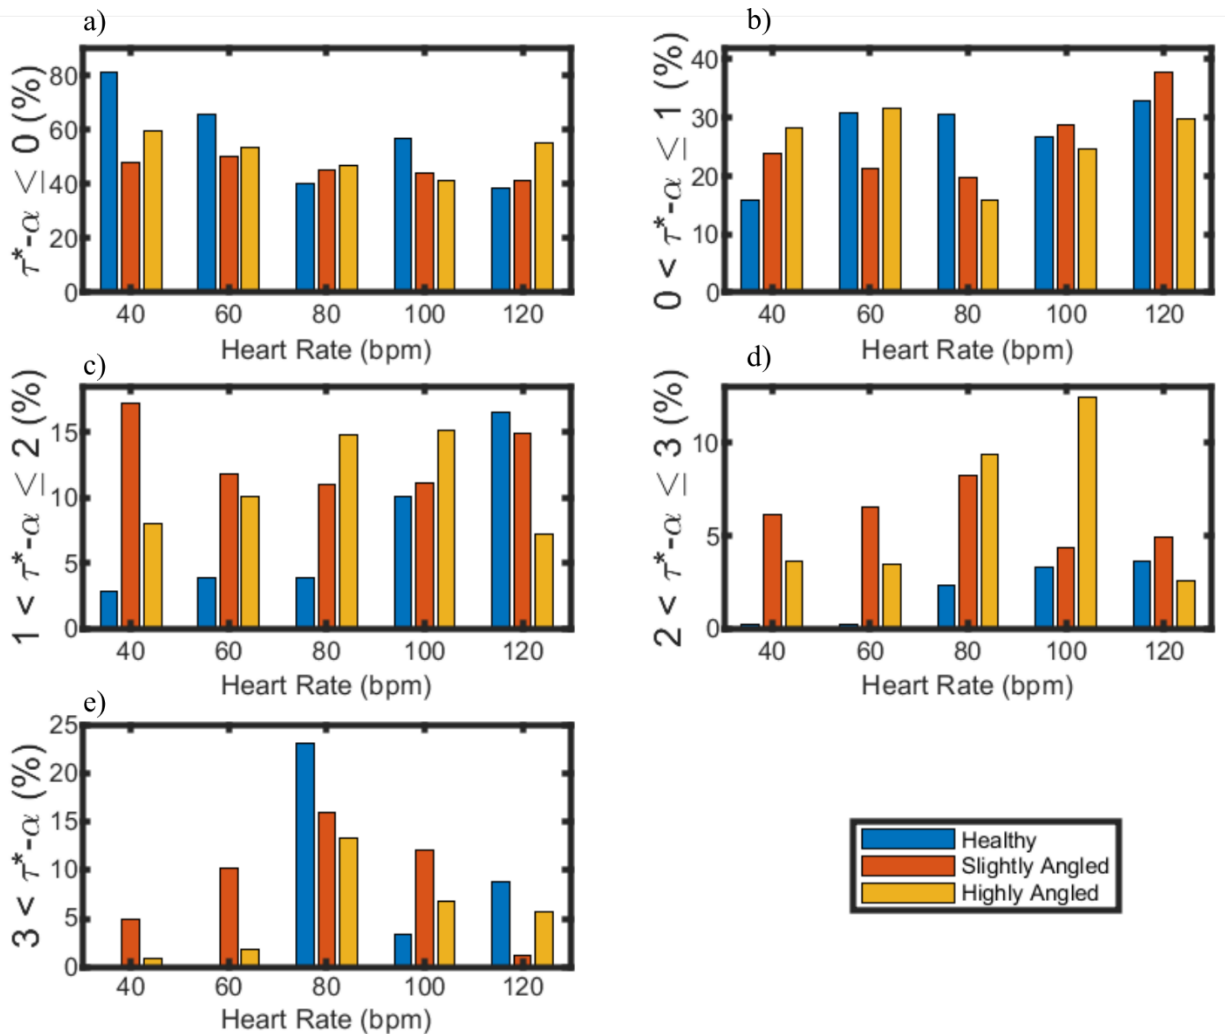 a)
τ*-α ≤ 0 (%)
80
60
40
20
0
40 60 80 100 120
Heart Rate (bpm)
b)
0 < τ*-α ≤ 1 (%)
40
30
20
10
0
40 60 80 100 120
Heart Rate (bpm)
c)
1 < τ*-α ≤ 2 (%)
15
10
5
0
40 60 80 100 120
Heart Rate (bpm)
d)
2 < τ*-α ≤ 3 (%)
10
5
0
40 60 80 100 120
Heart Rate (bpm)
e)
3 < τ*-α (%)
25
20
15
10
5
0
40 60 80 100 120
Heart Rate (bpm)
Healthy
Slightly Angled
Highly Angled